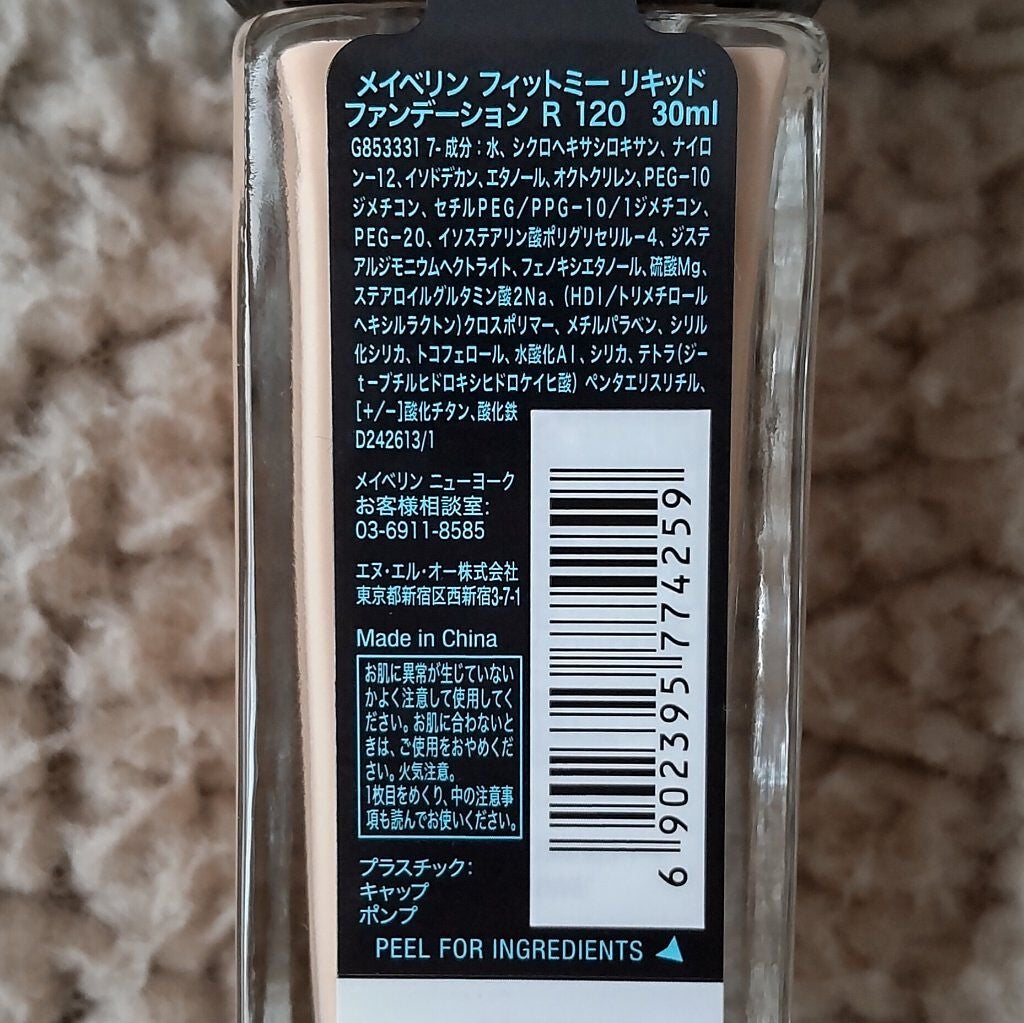 メイベリン フィットミー リキッド
ファンデーション R 120 30ml
G853331 7- 成分：水、シクロヘキサシロキサン、ナイロ
ン-12、イソドデカン、エタノール、オクトクリレン、PEG-10
ジメチコン、セチルPEG/PPG-10/1ジメチコン、
PEG-20、イソステアリン酸ポリグリセリル-4、ジステ
アルジモニウムヘクトライト、フェノキシエタノール、硫酸Mg、
ステアロイルグルタミン酸2Na、(HDI/トリメチロール
ヘキシルラクトン)クロスポリマー、メチルパラベン、シリル
化シリカ、トコフェロール、水酸化Al、シリカ、テトラ(ジー
t-ブチルヒドロキシヒドロケイヒ酸) ペンタエリスリチル、
[+/-]酸化チタン、酸化鉄
D242613/1
メイベリン ニューヨーク
お客様相談室:
03-6911-8585
エヌ・エル・オー株式会社
東京都新宿区西新宿3-7-1
Made in China
お肌に異常が生じていない
かよく注意して使用してく
ださい。お肌に合わないと
きは、ご使用をおやめくだ
さい。火気注意。
1枚目をめくり、中の注意事
項も読んでお使いください。
プラスチック：
キャップ
ポンプ
6 902395 774259
PEEL FOR INGREDIENTS